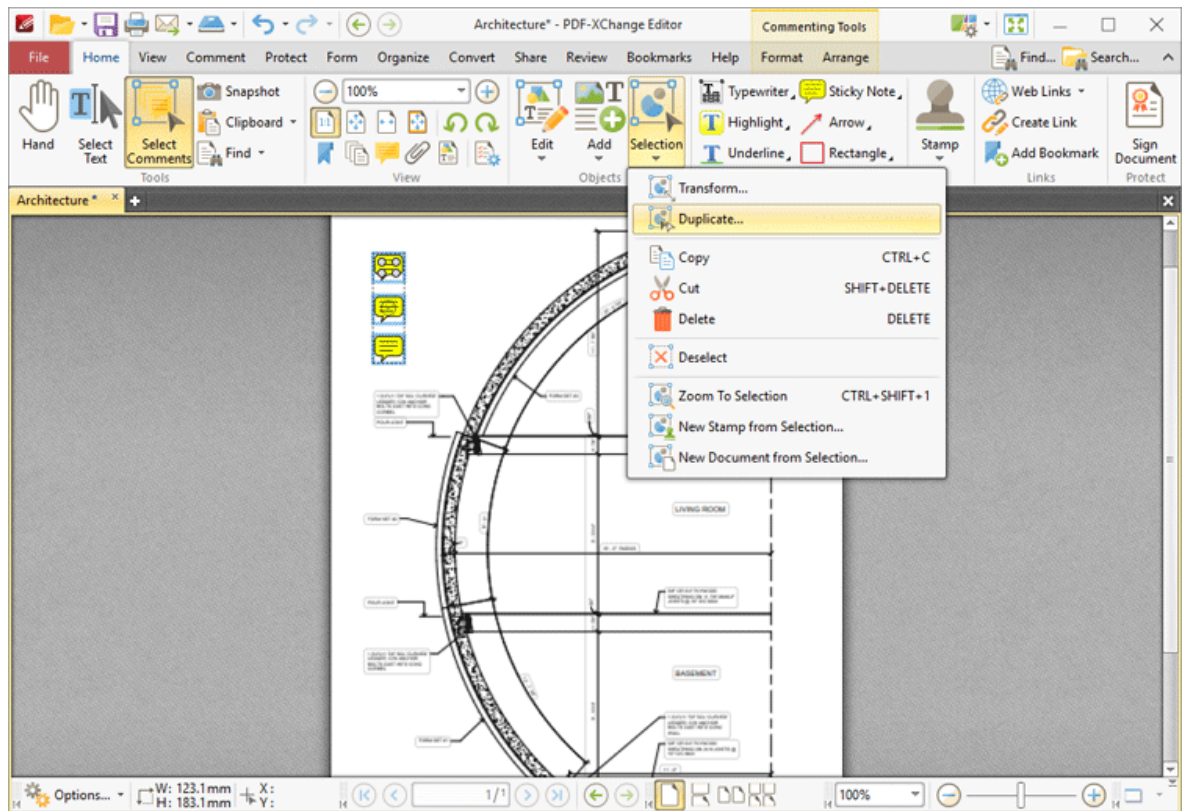 Architecture* - PDF-XChange Editor
Commenting Tools
File Home View Comment Protect Form Organize Convert Share Review Bookmarks Help Format Arrange Find... Search...
Hand
Select Text
Select Comments
Snapshot
Clipboard
Find
Tools
100%
1:1
View
Edit
Add
Objects
Selection
Typewriter
Sticky Note
Highlight
Arrow
Underline
Rectangle
Stamp
Web Links
Create Link
Add Bookmark
Links
Sign Document
Protect
Architecture *
Transform...
Duplicate...
Copy CTRL+C
Cut SHIFT+DELETE
Delete DELETE
Deselect
Zoom To Selection CTRL+SHIFT+1
New Stamp from Selection...
New Document from Selection...
LIVING ROOM
BASEMENT
Options...
W: 123.1mm
H: 183.1mm
X:
Y:
1/1
100%